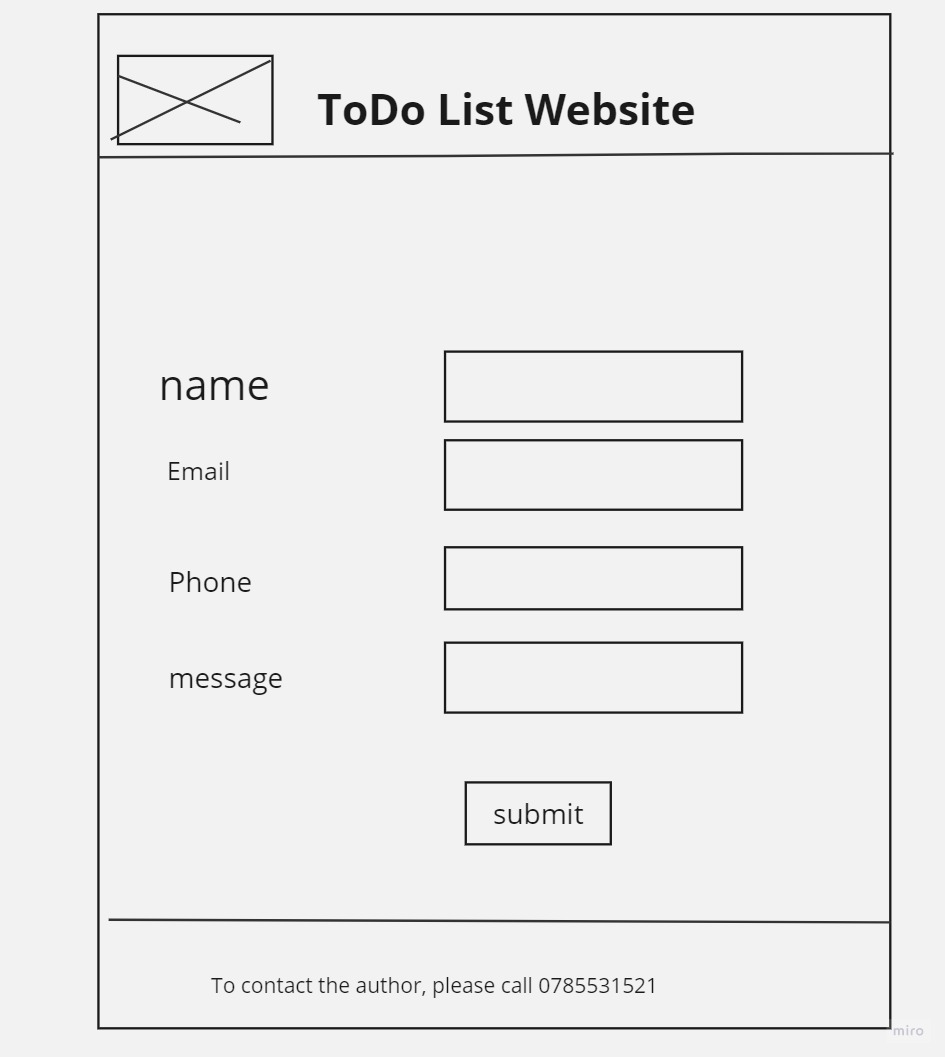 ToDo List Website
name
Email
Phone
message
submit
To contact the author, please call 0785531521
miro